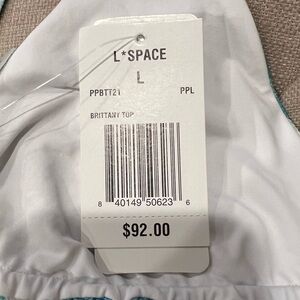 L*SPACE
L
PPBTT21 PPL
BRITTANY TOP
8 40149 50623 6
$92.00